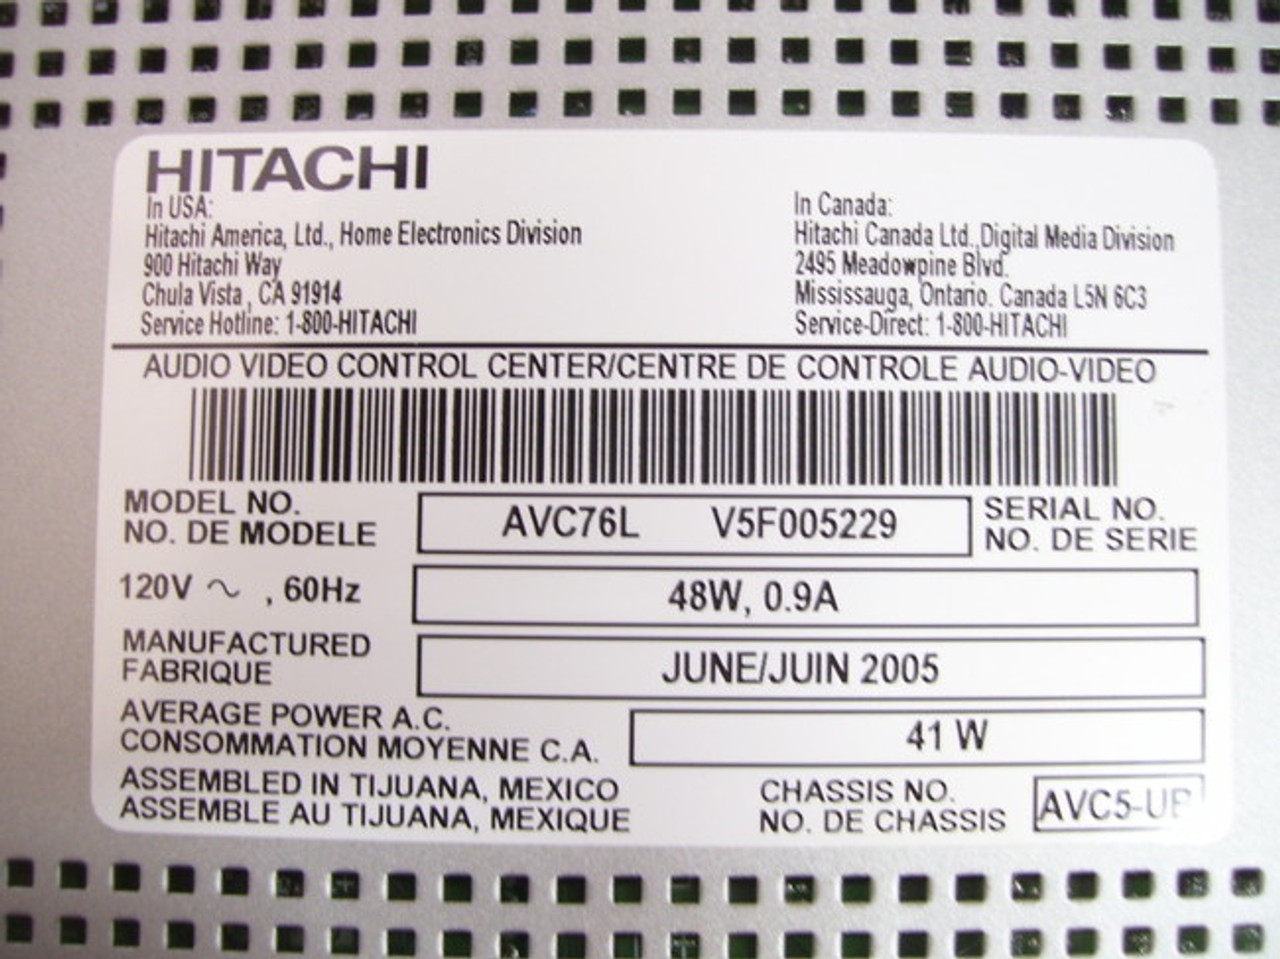 HITACHI
In USA:
Hitachi America, Ltd., Home Electronics Division
900 Hitachi Way
Chula Vista, CA 91914
Service Hotline: 1-800-HITACHI
In Canada:
Hitachi Canada Ltd.,Digital Media Division
2495 Meadowpine Blvd.
Mississauga, Ontario. Canada L5N 6C3
Service-Direct: 1-800-HITACHI
AUDIO VIDEO CONTROL CENTER/CENTRE DE CONTROLE AUDIO-VIDEO
MODEL NO.
NO. DE MODELE
AVC76L V5F005229
SERIAL NO.
NO. DE SERIE
120V ~ , 60Hz
48W, 0.9A
MANUFACTURED
FABRIQUE
JUNE/JUIN 2005
AVERAGE POWER A.C.
CONSOMMATION MOYENNE C.A.
41 W
ASSEMBLED IN TIJUANA, MEXICO
ASSEMBLE AU TIJUANA, MEXIQUE
CHASSIS NO.
NO. DE CHASSIS